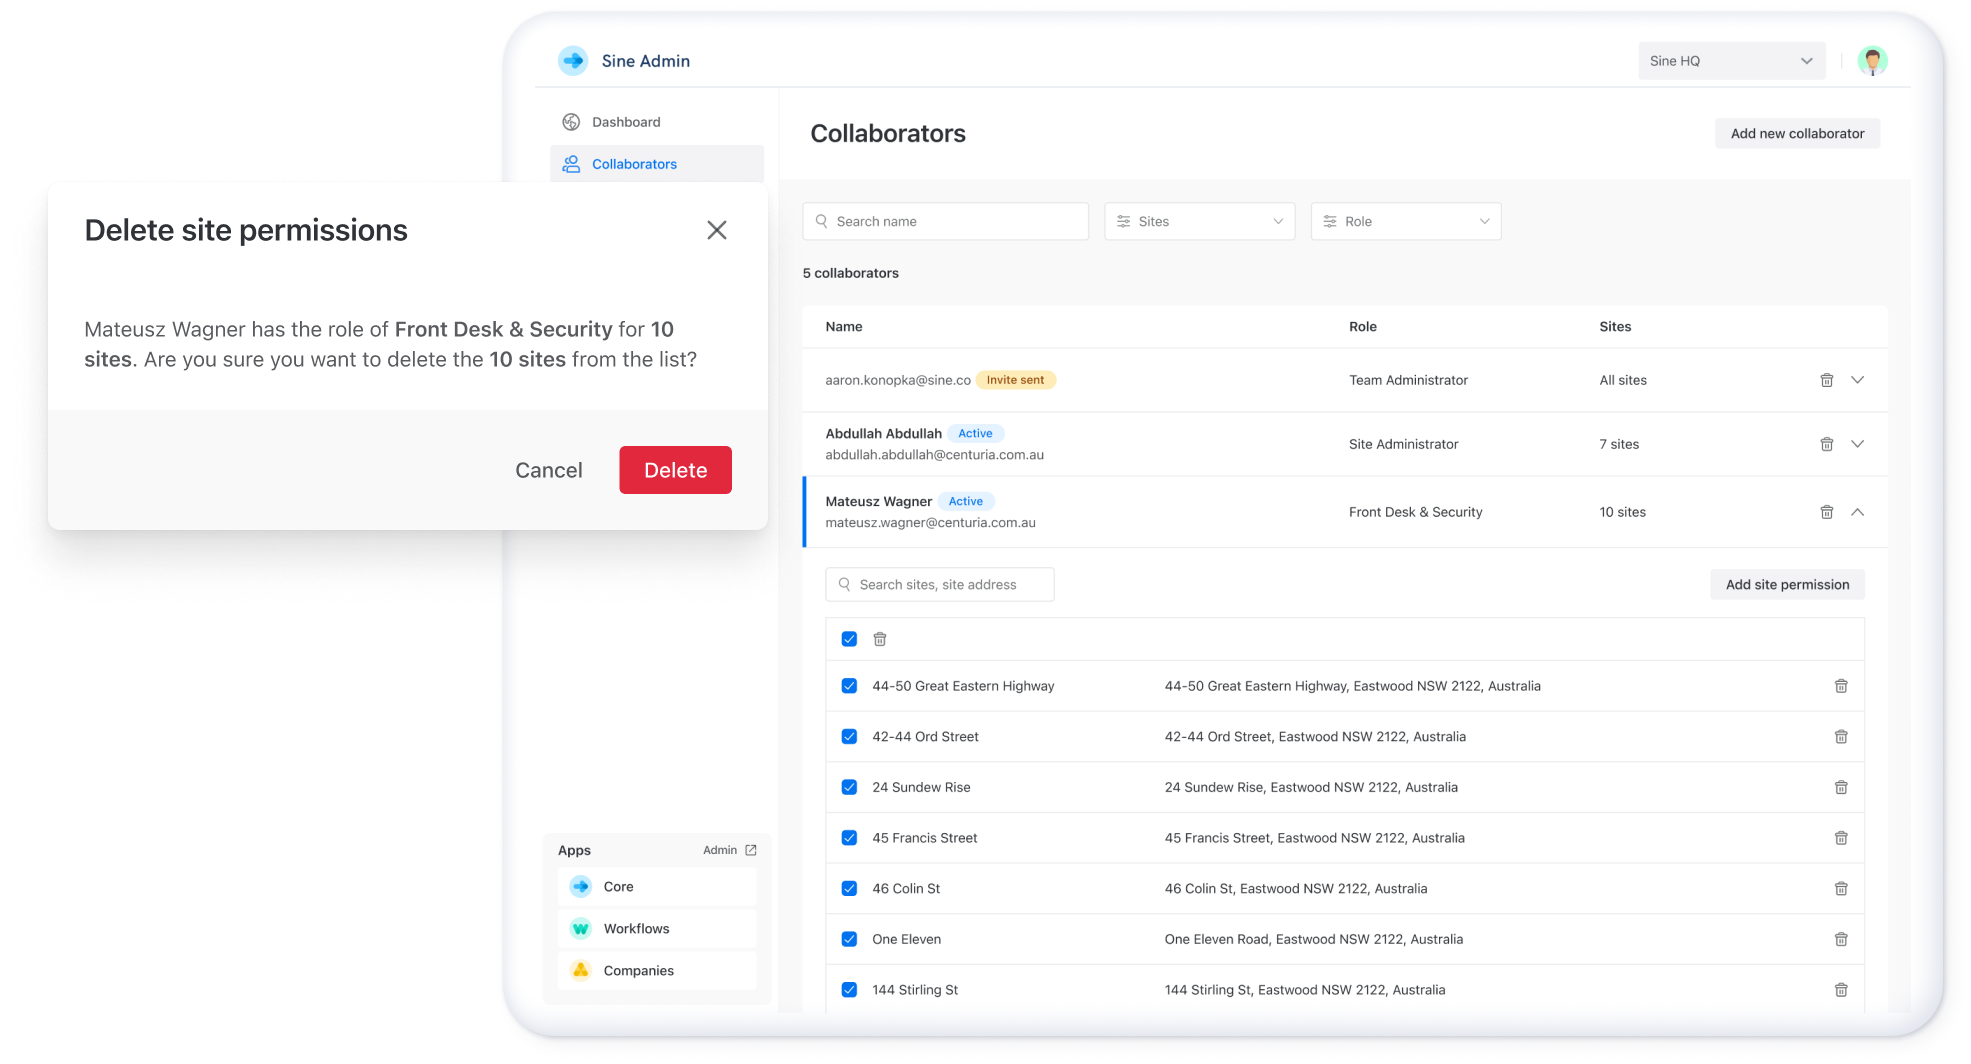 Sine Admin
Sine HQ
Dashboard
Collaborators
Collaborators
Add new collaborator
Delete site permissions
Mateusz Wagner has the role of Front Desk & Security for 10
sites. Are you sure you want to delete the 10 sites from the list?
Cancel
Delete
Search name
Sites
Role
5 collaborators
Name
Role
Sites
aaron.konopka@sine.co
Invite sent
Team Administrator
All sites
Abdullah Abdullah
Active
abdullah.abdullah@centuria.com.au
Site Administrator
7 sites
Mateusz Wagner
Active
mateusz.wagner@centuria.com.au
Front Desk & Security
10 sites
Search sites, site address
Add site permission
44-50 Great Eastern Highway
44-50 Great Eastern Highway, Eastwood NSW 2122, Australia
42-44 Ord Street
42-44 Ord Street, Eastwood NSW 2122, Australia
24 Sundew Rise
24 Sundew Rise, Eastwood NSW 2122, Australia
45 Francis Street
45 Francis Street, Eastwood NSW 2122, Australia
46 Colin St
46 Colin St, Eastwood NSW 2122, Australia
One Eleven
One Eleven Road, Eastwood NSW 2122, Australia
144 Stirling St
144 Stirling St, Eastwood NSW 2122, Australia
Apps
Admin
Core
Workflows
Companies